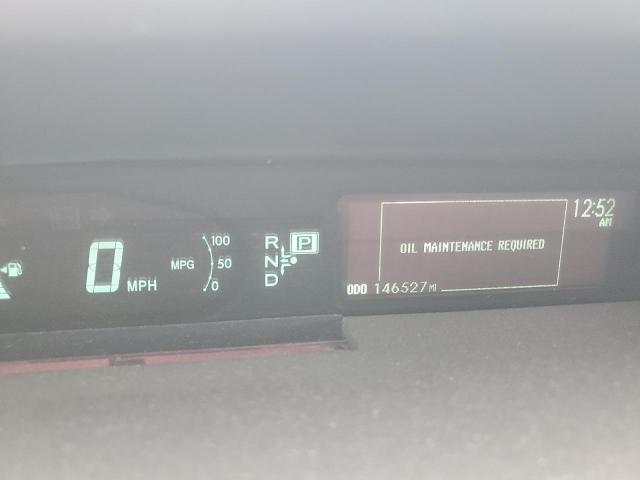 0 MPH
MPG
100
50
0
R
N
D
P
12:52
AM
OIL MAINTENANCE REQUIRED
ODO 146527 MI